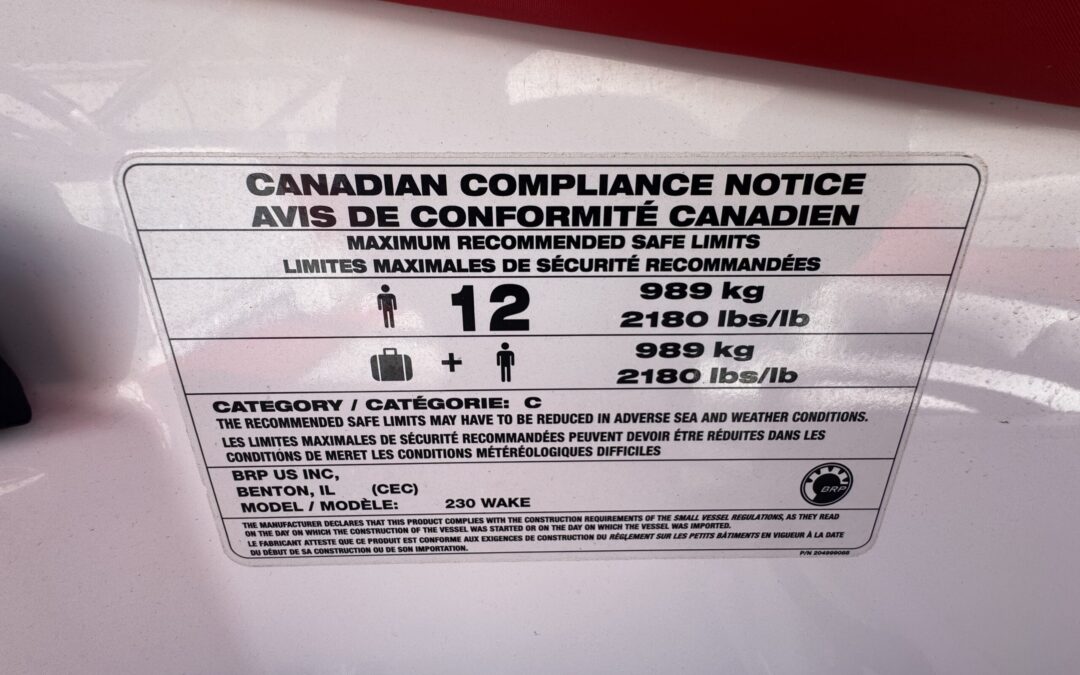 CANADIAN COMPLIANCE NOTICE
AVIS DE CONFORMITÉ CANADIEN
MAXIMUM RECOMMENDED SAFE LIMITS
LIMITES MAXIMALES DE SÉCURITÉ RECOMMANDÉES
12 989 kg
2180 lbs/lb
+ 989 kg
2180 lbs/lb
CATEGORY / CATÉGORIE: C
THE RECOMMENDED SAFE LIMITS MAY HAVE TO BE REDUCED IN ADVERSE SEA AND WEATHER CONDITIONS.
LES LIMITES MAXIMALES DE SÉCURITÉ RECOMMANDÉES PEUVENT DEVOIR ÉTRE RÉDUITES DANS LES
CONDITIONS DE MERET LES CONDITIONS MÉTÉRÉOLOGIQUES DIFFICILES
BRP US INC,
BENTON, IL (CEC)
MODEL / MODÈLE: 230 WAKE
BRP
THE MANUFACTURER DECLARES THAT THIS PRODUCT COMPLIES WITH THE CONSTRUCTION REQUIREMENTS OF THE SMALL VESSEL REGULATIONS, AS THEY READ
ON THE DAY ON WHICH THE CONSTRUCTION OF THE VESSEL WAS STARTED OR ON THE DAY ON WHICH THE VESSEL WAS IMPORTED.
LE FABRICANT ATTESTE QUE CE PRODUIT EST CONFORME AUX EXIGENCES DE CONSTRUCTION DU RÈGLEMENT SUR LES PETITS BÂTIMENTS EN VIGUEUR À LA DATE
DU DÉBUT DE SA CONSTRUCTION OU DE SON IMPORTATION.
P/N 204999088